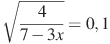 √(4/(7 − 3x)) = 0,1